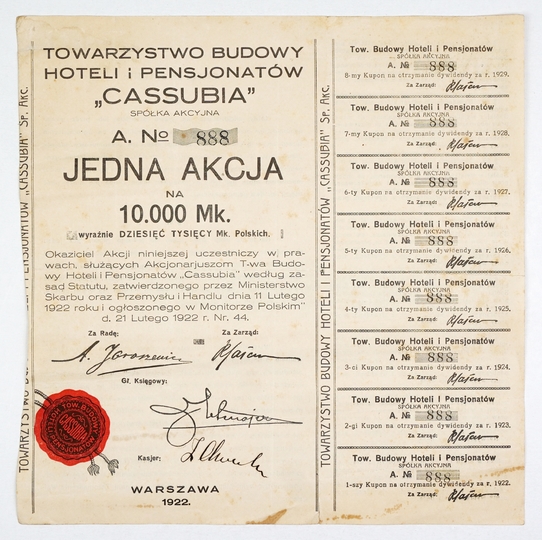 TOWARZYSTWO BUDOWY
HOTELI i PENSJONATÓW
„CASSUBIA”
SPÓŁKA AKCYJNA
A. No 888
JEDNA AKCJA
NA
10.000 Mk.
wyraźnie DZIESIĘĆ TYSIĘCY Mk. Polskich.
Okaziciel Akcji niniejszej uczestniczy w pra-
wach, służących Akcjonarjuszom T-wa Budo-
wy Hoteli i Pensjonatów „Cassubia” według za-
sad Statutu, zatwierdzonego przez Ministerstwo
Skarbu oraz Przemysłu i Handlu dnia 11 Lutego
1922 roku i ogłoszonego w Monitorze Polskim”
d. 21 Lutego 1922 r. Nr. 44.
Za Radę: Za Zarząd:
Gł. Księgowy:
Kasjer:
WARSZAWA
1922.
TOWARZYSTWO BUDOWY HOTELI I PENSJONATÓW „CASSUBIA” SP. AKC.
Tow. Budowy Hoteli i Pensjonatów
SPÓŁKA AKCYJNA
A. № 888
8-my Kupon na otrzymanie dywidendy za r. 1929.
Za Zarząd:
Tow. Budowy Hoteli i Pensjonatów
SPÓŁKA AKCYJNA
A. № 888
7-my Kupon na otrzymanie dywidendy za r. 1928.
Za Zarząd:
Tow. Budowy Hoteli i Pensjonatów
SPÓŁKA AKCYJNA
A. № 888
6-ty Kupon na otrzymanie dywidendy za r. 1927.
Za Zarząd:
Tow. Budowy Hoteli i Pensjonatów
SPÓŁKA AKCYJNA
A. № 888
5-ty Kupon na otrzymanie dywidendy za r. 1926.
Za Zarząd:
Tow. Budowy Hoteli i Pensjonatów
SPÓŁKA AKCYJNA
A. № 888
4-ty Kupon na otrzymanie dywidendy za r. 1925.
Za Zarząd:
Tow. Budowy Hoteli i Pensjonatów
SPÓŁKA AKCYJNA
A. № 888
3-ci Kupon na otrzymanie dywidendy za r. 1924.
Za Zarząd:
Tow. Budowy Hoteli i Pensjonatów
SPÓŁKA AKCYJNA
A. № 888
2-gi Kupon na otrzymanie dywidendy za r. 1923.
Za Zarząd:
Tow. Budowy Hoteli i Pensjonatów
SPÓŁKA AKCYJNA
A. № 888
1-szy Kupon na otrzymanie dywidendy za r. 1922.
Za Zarząd: